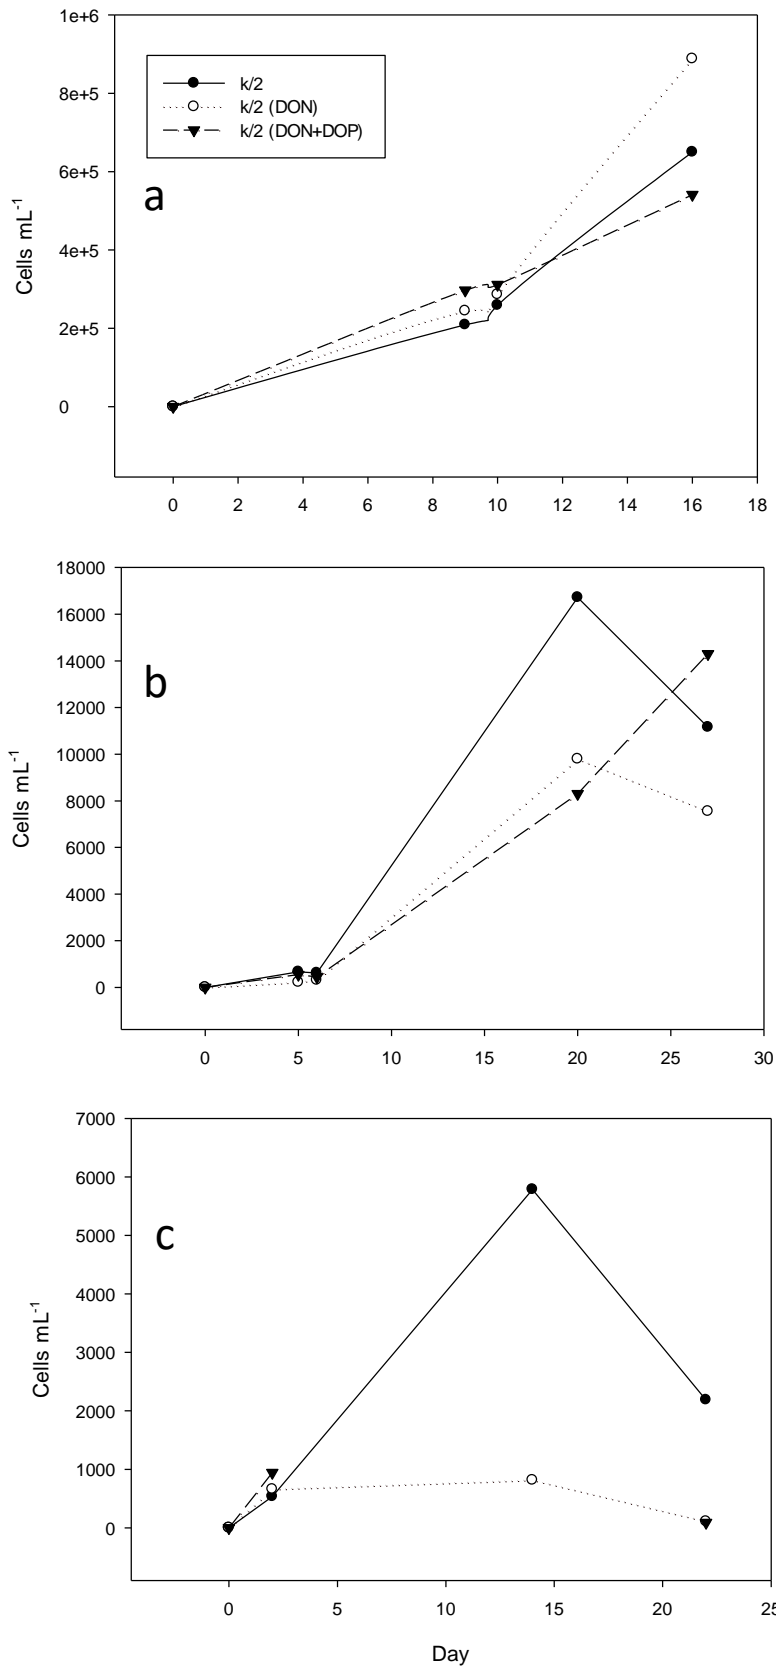 1e+6
8e+5
6e+5
4e+5
2e+5
0
Cells mL-1
k/2
k/2 (DON)
k/2 (DON+DOP)
a
0 2 4 6 8 10 12 14 16 18
18000
16000
14000
12000
10000
8000
6000
4000
2000
0
Cells mL-1
b
0 5 10 15 20 25 30
7000
6000
5000
4000
3000
2000
1000
0
Cells mL-1
c
0 5 10 15 20 25
Day